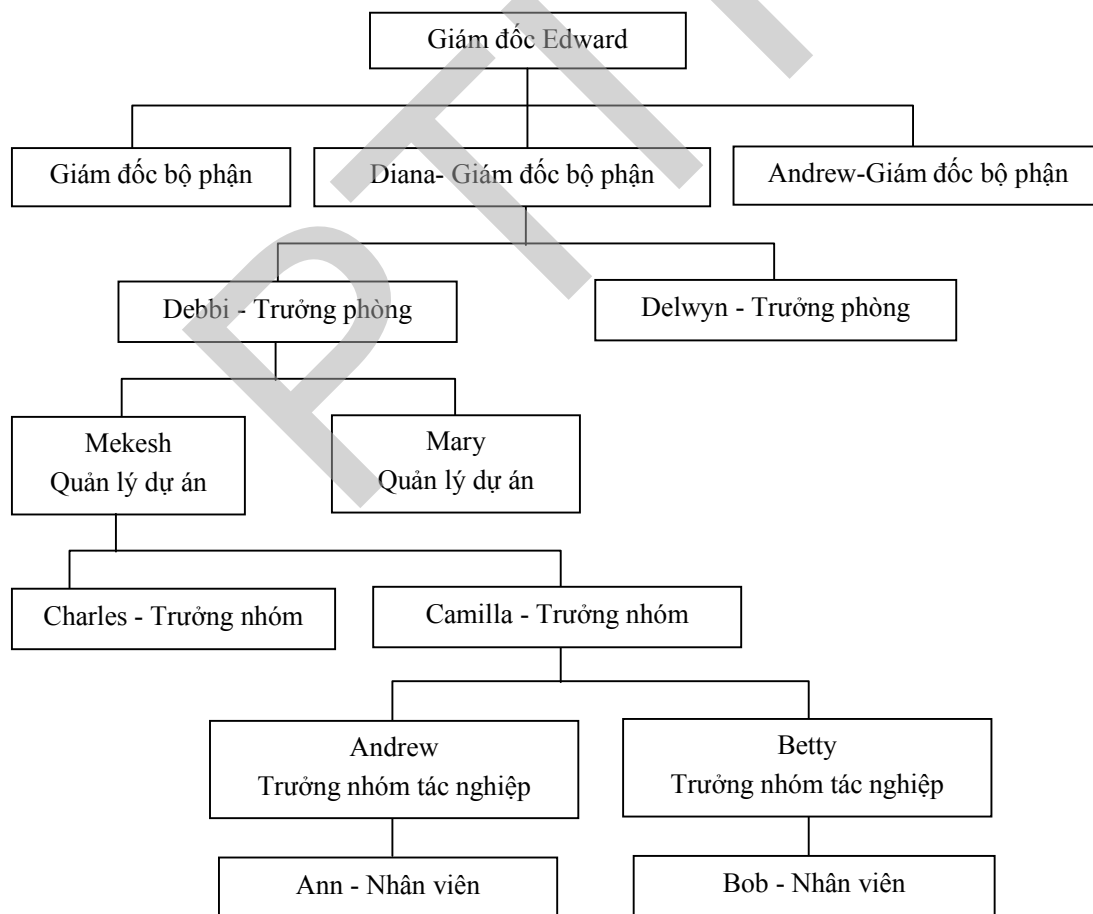 Giám đốc Edward
Giám đốc bộ phận
Diana- Giám đốc bộ phận
Andrew-Giám đốc bộ phận
Debbi - Trưởng phòng
Delwyn - Trưởng phòng
Mekesh
Quản lý dự án
Mary
Quản lý dự án
Charles - Trưởng nhóm
Camilla - Trưởng nhóm
Andrew
Trưởng nhóm tác nghiệp
Betty
Trưởng nhóm tác nghiệp
Ann - Nhân viên
Bob - Nhân viên